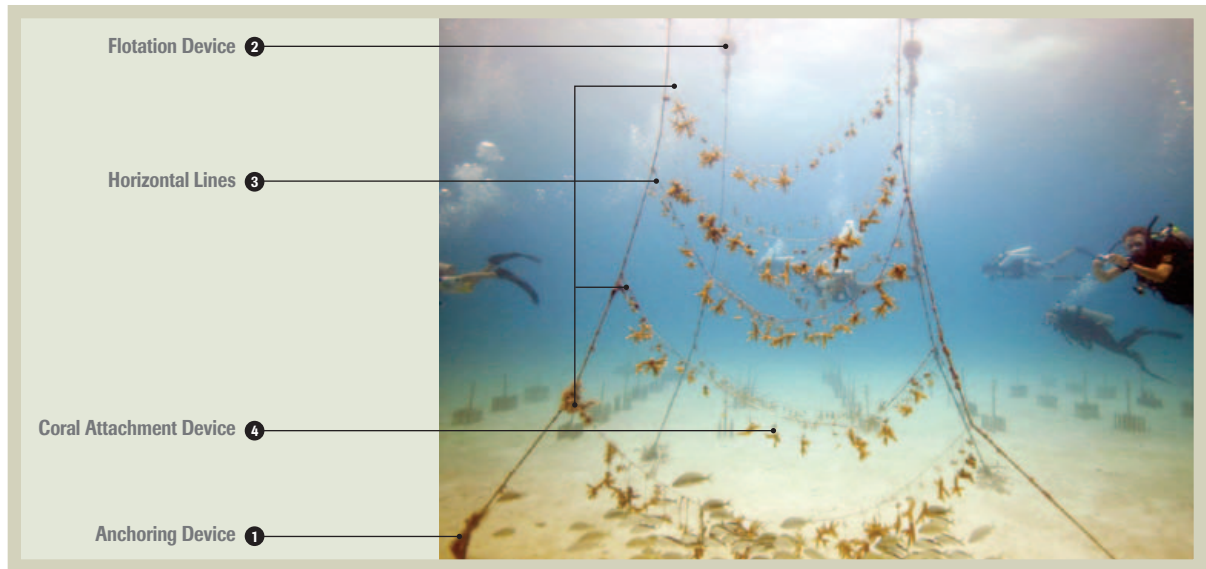 Flotation Device 2
Horizontal Lines 3
Coral Attachment Device 4
Anchoring Device 1